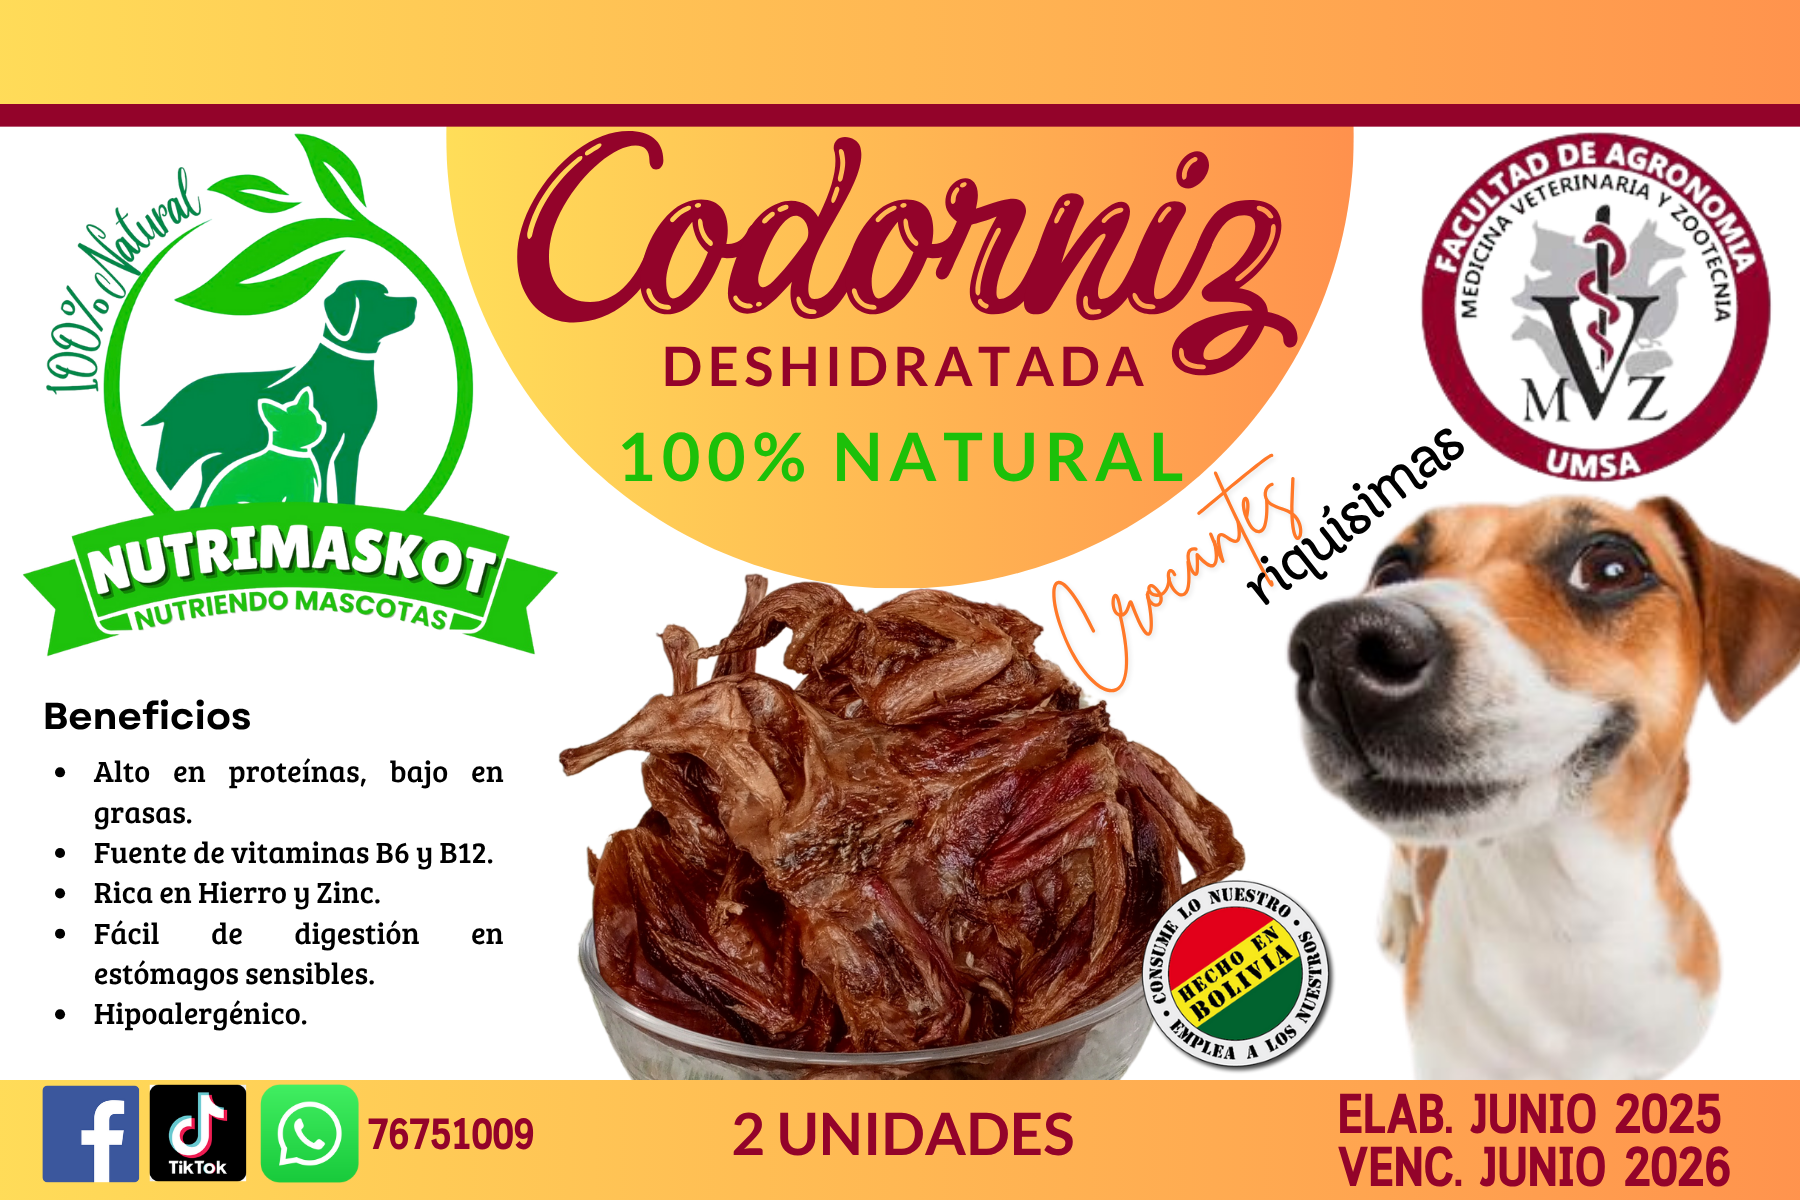 100% Natural
NUTRIMASKOT
NUTRIENDO MASCOTAS
Codorniz
DESHIDRATADA
100% NATURAL
FACULTAD DE AGRONOMIA
MEDICINA VETERINARIA Y ZOOTECNIA
MVZ
UMSA
Crocantes
riquísimas
Beneficios
• Alto en proteínas, bajo en
grasas.
• Fuente de vitaminas B6 y B12.
• Rica en Hierro y Zinc.
• Fácil de digestión en
estómagos sensibles.
• Hipoalergénico.
CONSUME LO NUESTRO •
HECHO EN
BOLIVIA
• EMPLEA A LOS NUESTROS
TikTok
76751009
2 UNIDADES
ELAB. JUNIO 2025
VENC. JUNIO 2026